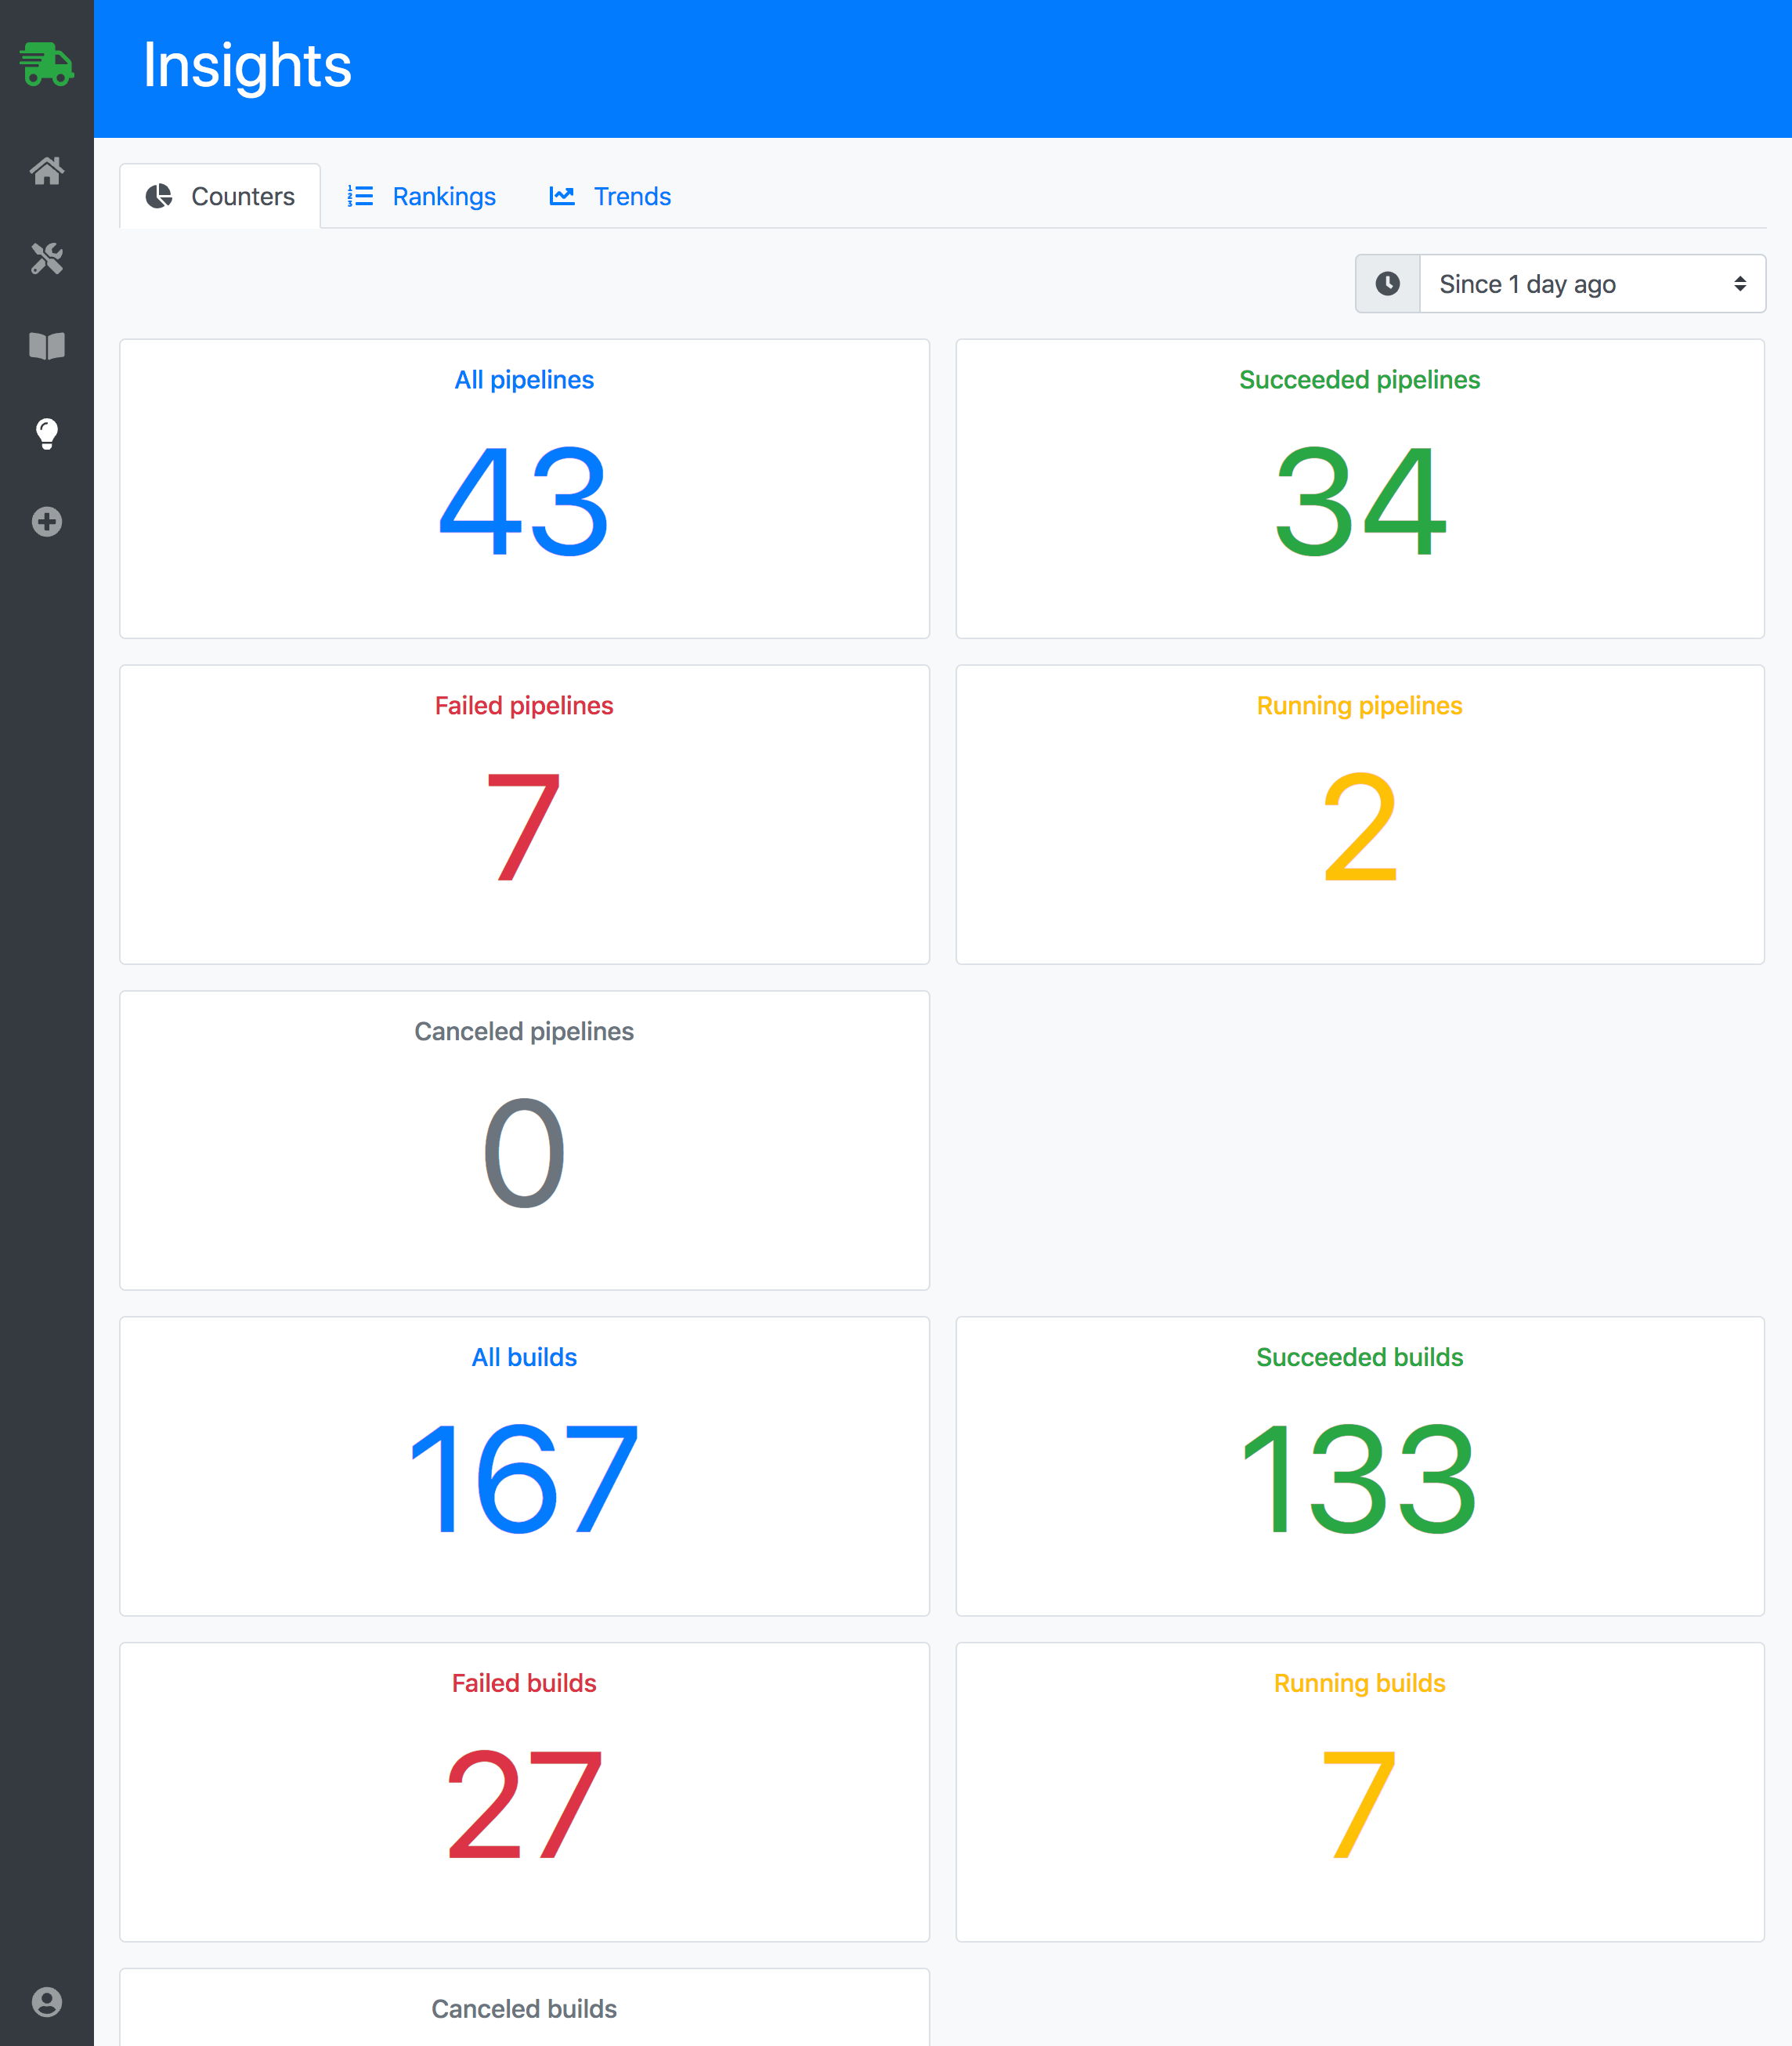 Insights
Counters
Rankings
Trends
Since 1 day ago
All pipelines
43
Succeeded pipelines
34
Failed pipelines
7
Running pipelines
2
Canceled pipelines
0
All builds
167
Succeeded builds
133
Failed builds
27
Running builds
7
Canceled builds